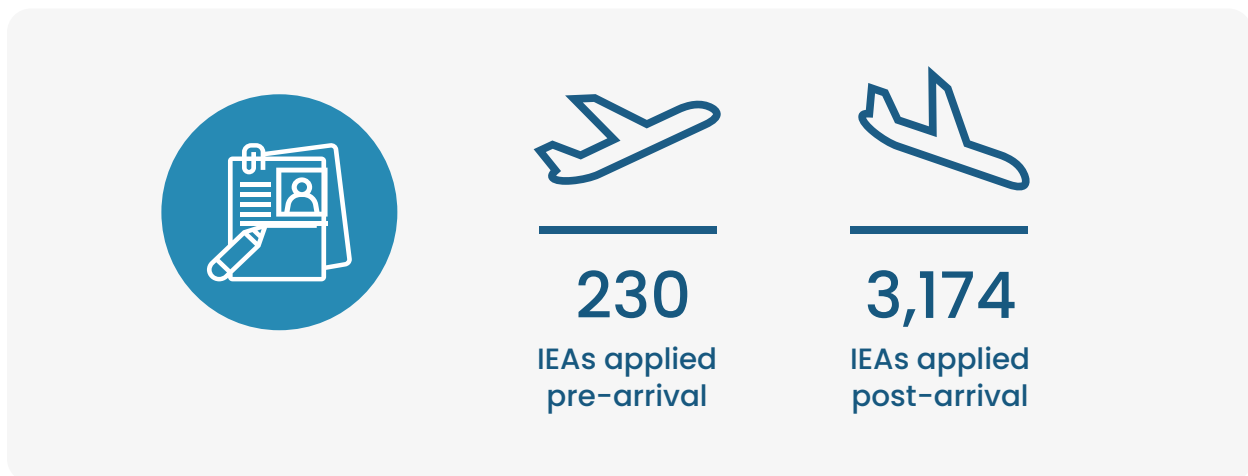 230
IEAs applied
pre-arrival
3,174
IEAs applied
post-arrival